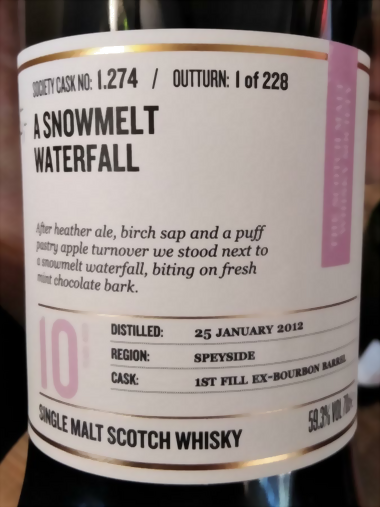 SOCIETY CASK NO: 1.274 / OUTTURN: 1 of 228
A SNOWMELT
WATERFALL
After heather ale, birch sap and a puff
pastry apple turnover we stood next to
a snowmelt waterfall, biting on fresh
mint chocolate bark.
10
DISTILLED: 25 JANUARY 2012
REGION: SPEYSIDE
CASK: 1ST FILL EX-BOURBON BARREL
SINGLE MALT SCOTCH WHISKY
59.3% VOL